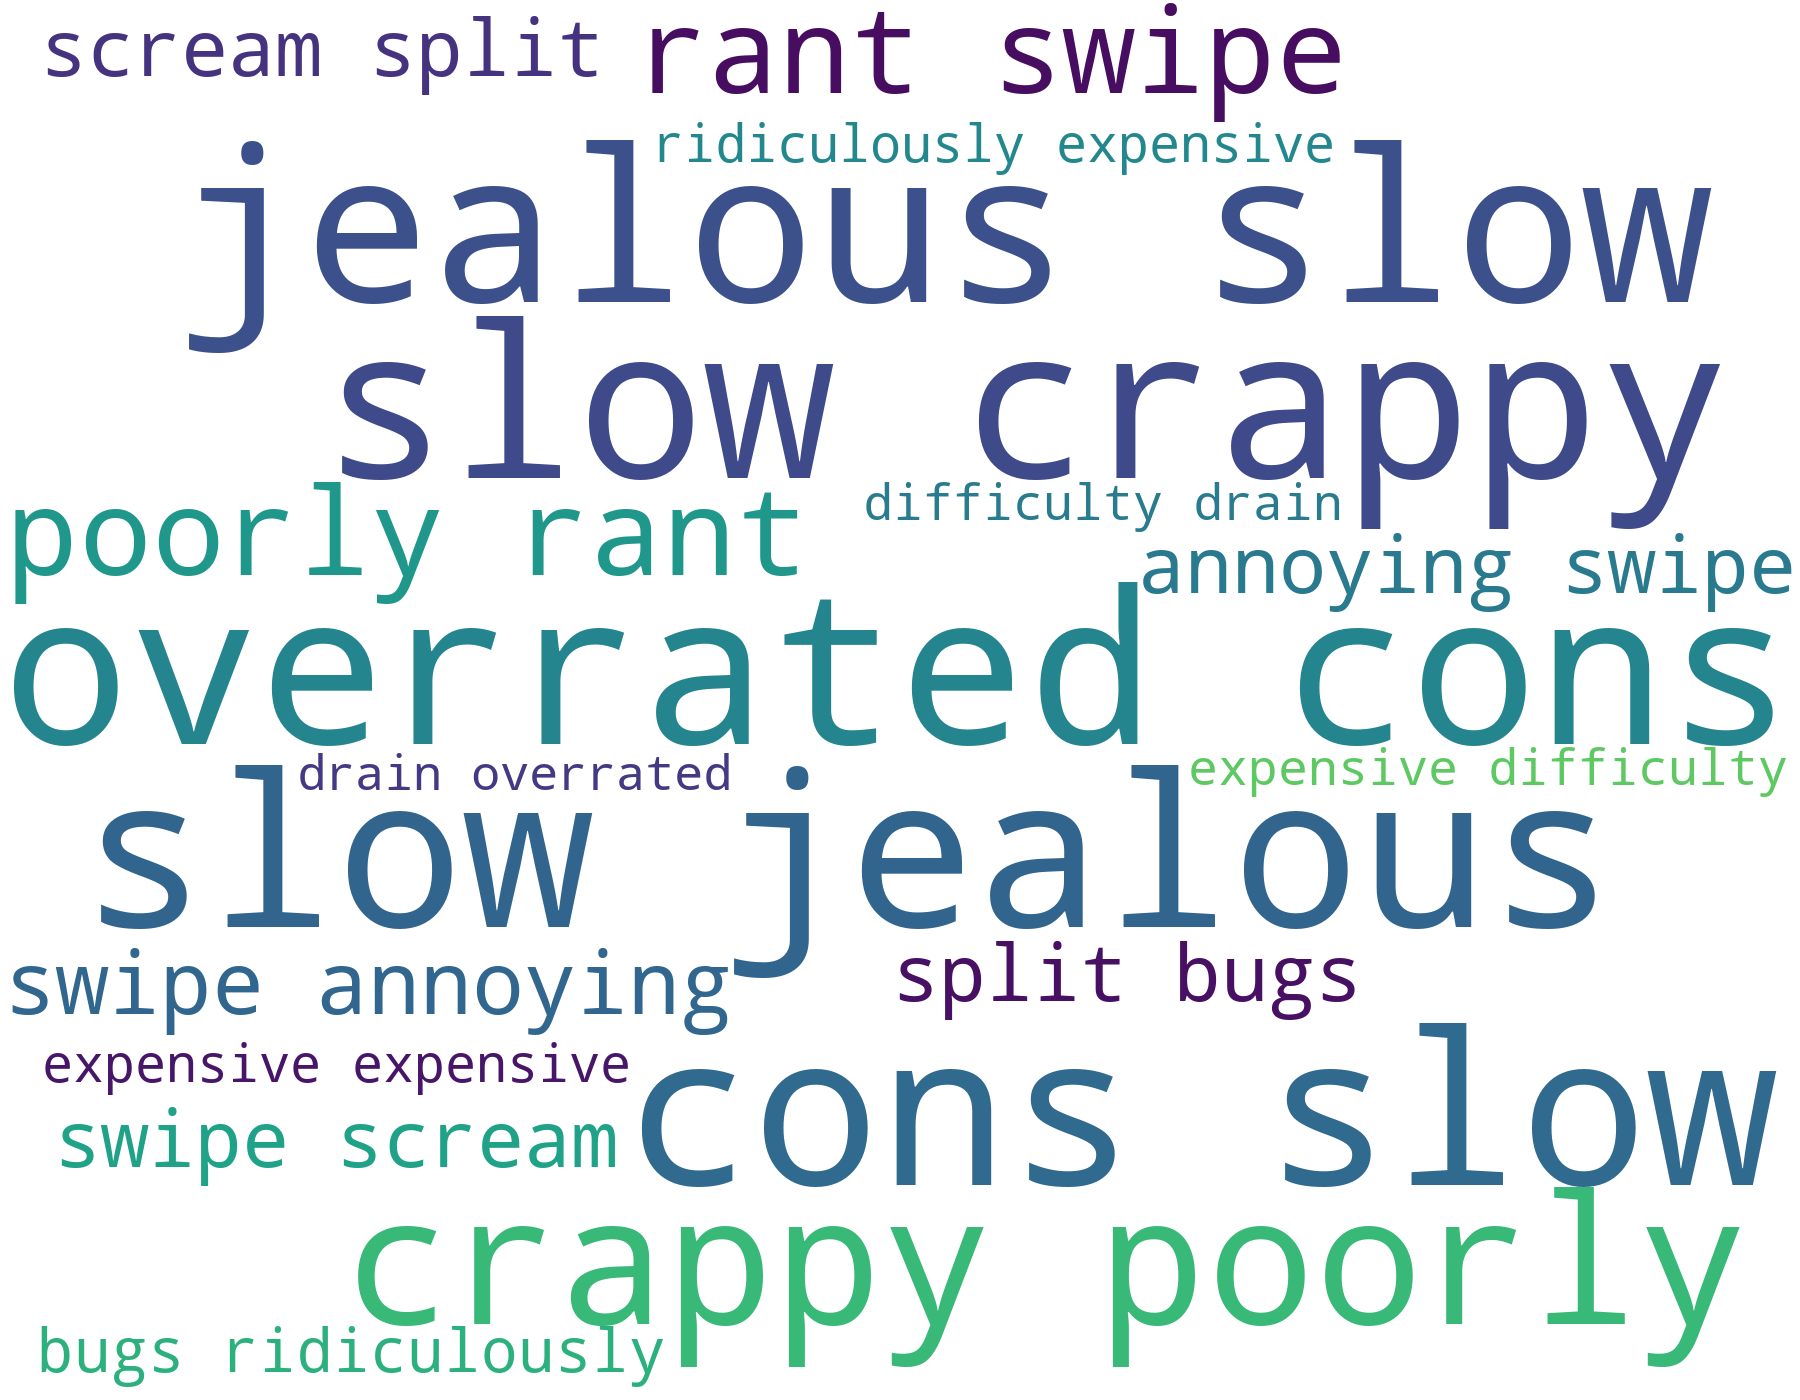 scream split
rant swipe
ridiculously expensive
jealous slow
slow crappy
poorly rant
difficulty drain
annoying swipe
overrated cons
drain overrated
expensive difficulty
slow jealous
swipe annoying
split bugs
expensive expensive
cons slow
swipe scream
crappy poorly
bugs ridiculously